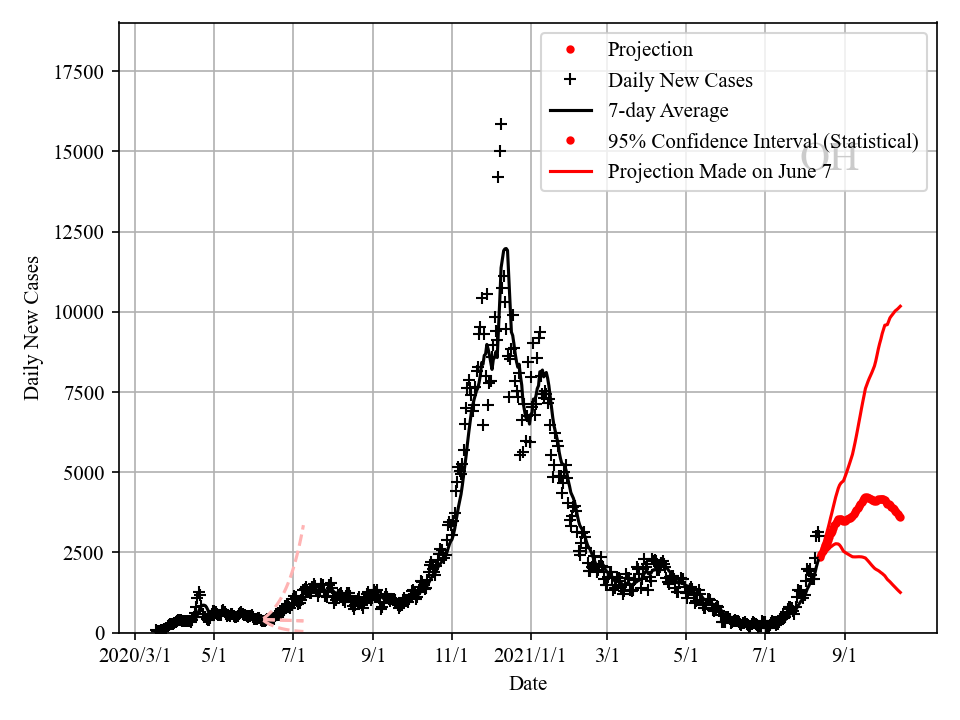 17500
15000
12500
10000
7500
5000
2500
0
Daily New Cases
Projection
Daily New Cases
7-day Average
95% Confidence Interval (Statistical)
Projection Made on June 7
OH
2020/3/1 5/1 7/1 9/1 11/1 2021/1/1 3/1 5/1 7/1 9/1
Date